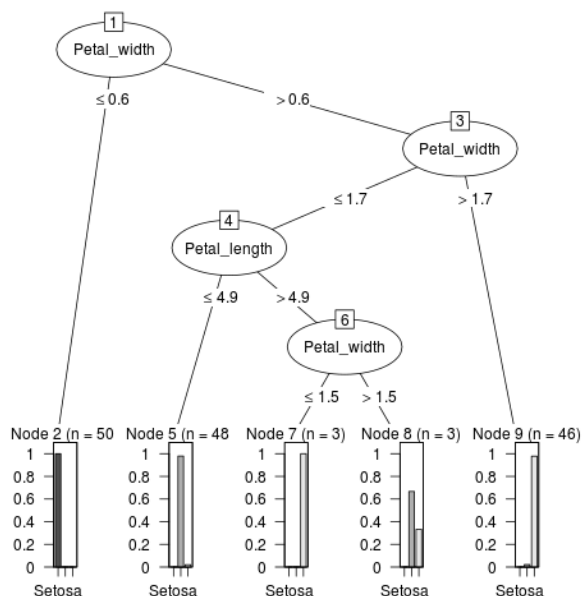 1
Petal_width
≤ 0.6
> 0.6
3
Petal_width
≤ 1.7
> 1.7
4
Petal_length
≤ 4.9
> 4.9
6
Petal_width
≤ 1.5
> 1.5
Node 2 (n = 50
Node 5 (n = 48
Node 7 (n = 3)
Node 8 (n = 3)
Node 9 (n = 46)
1 1 1 1 1
0.8 0.8 0.8 0.8 0.8
0.6 0.6 0.6 0.6 0.6
0.4 0.4 0.4 0.4 0.4
0.2 0.2 0.2 0.2 0.2
0 0 0 0 0
Setosa Setosa Setosa Setosa Setosa